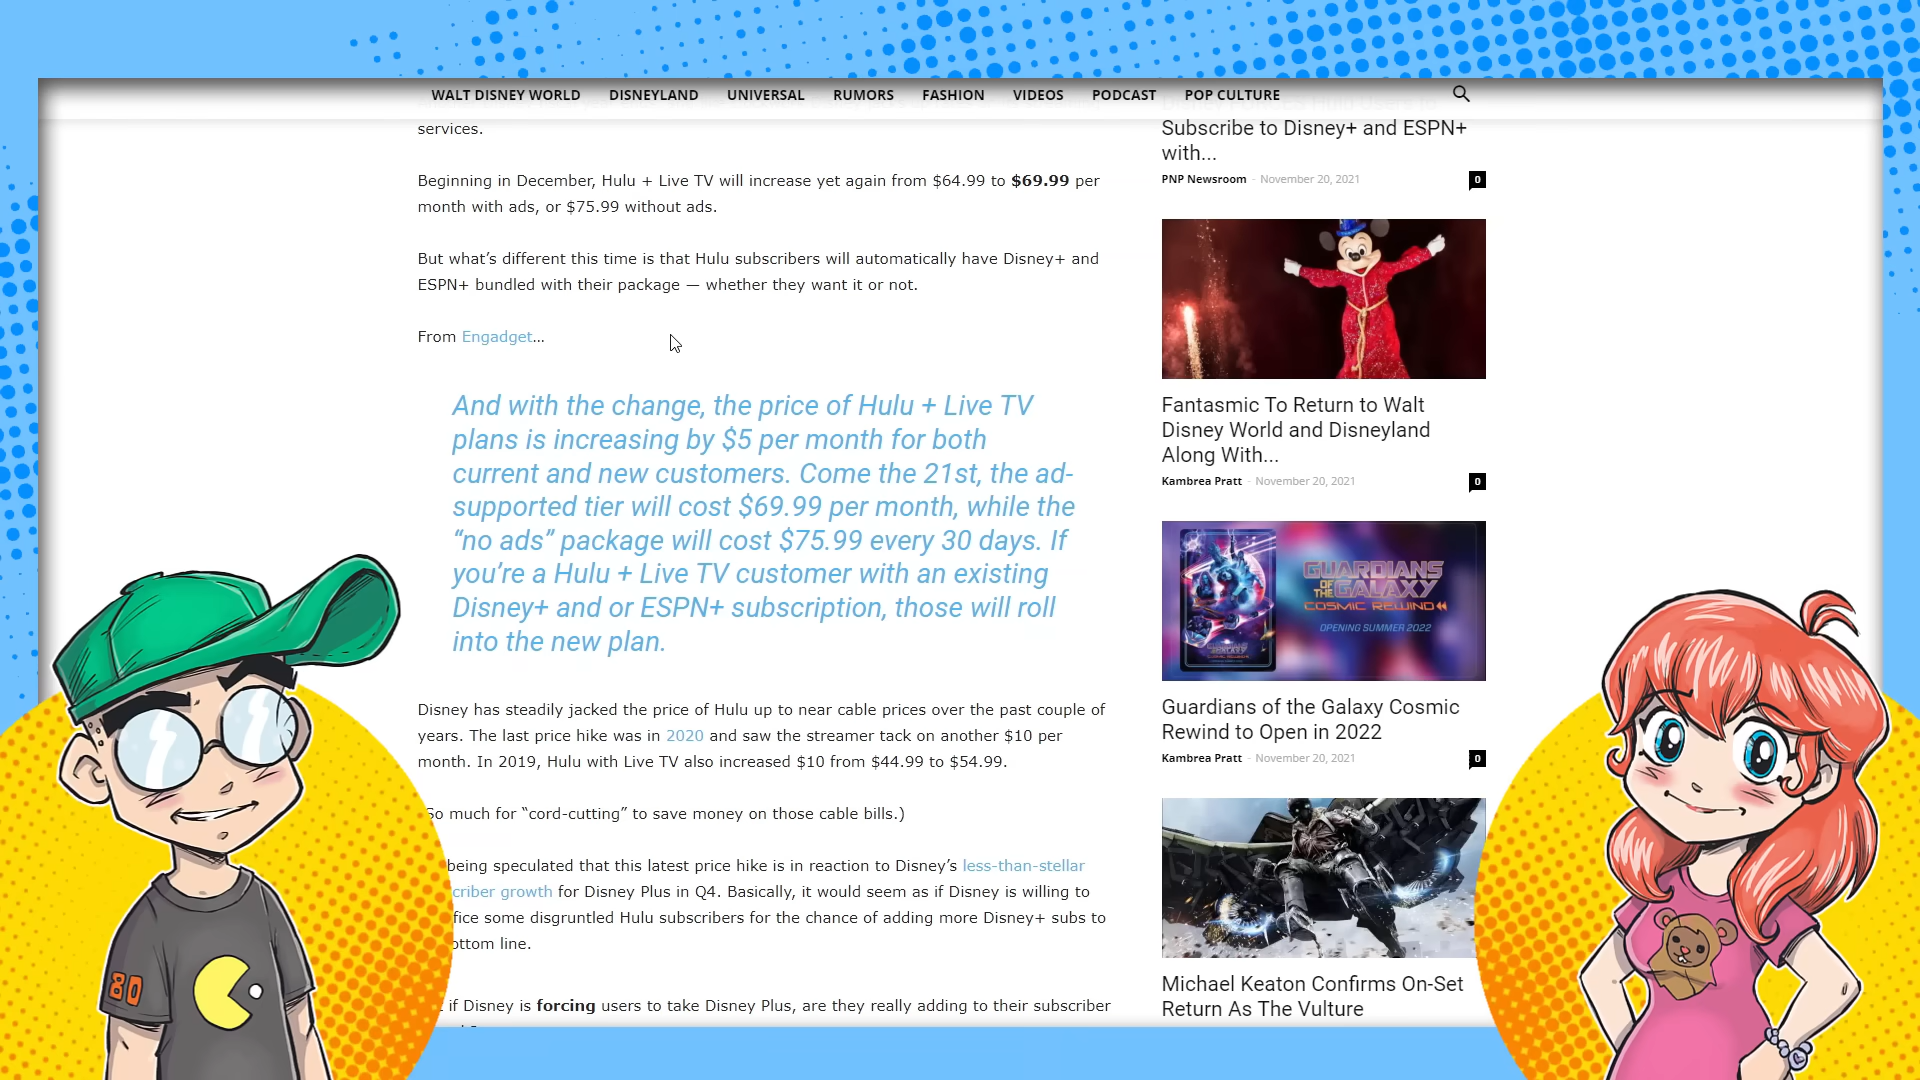 WALT DISNEY WORLD DISNEYLAND UNIVERSAL RUMORS FASHION VIDEOS PODCAST POP CULTURE
services.
Beginning in December, Hulu + Live TV will increase yet again from $64.99 to $69.99 per
month with ads, or $75.99 without ads.
But what’s different this time is that Hulu subscribers will automatically have Disney+ and
ESPN+ bundled with their package — whether they want it or not.
From Engadget…
And with the change, the price of Hulu + Live TV
plans is increasing by $5 per month for both
current and new customers. Come the 21st, the ad-
supported tier will cost $69.99 per month, while the
“no ads” package will cost $75.99 every 30 days. If
you’re a Hulu + Live TV customer with an existing
Disney+ and or ESPN+ subscription, those will roll
into the new plan.
Disney has steadily jacked the price of Hulu up to near cable prices over the past couple of
years. The last price hike was in 2020 and saw the streamer tack on another $10 per
month. In 2019, Hulu with Live TV also increased $10 from $44.99 to $54.99.
So much for “cord-cutting” to save money on those cable bills.)
being speculated that this latest price hike is in reaction to Disney’s less-than-stellar
criber growth for Disney Plus in Q4. Basically, it would seem as if Disney is willing to
fice some disgruntled Hulu subscribers for the chance of adding more Disney+ subs to
ottom line.
if Disney is forcing users to take Disney Plus, are they really adding to their subscriber
Subscribe to Disney+ and ESPN+
with...
PNP Newsroom - November 20, 2021 0
Fantasmic To Return to Walt
Disney World and Disneyland
Along With...
Kambrea Pratt - November 20, 2021 0
GUARDIANS
OF THE GALAXY
COSMIC REWIND
OPENING SUMMER 2022
Guardians of the Galaxy Cosmic
Rewind to Open in 2022
Kambrea Pratt - November 20, 2021 0
Michael Keaton Confirms On-Set
Return As The Vulture
80